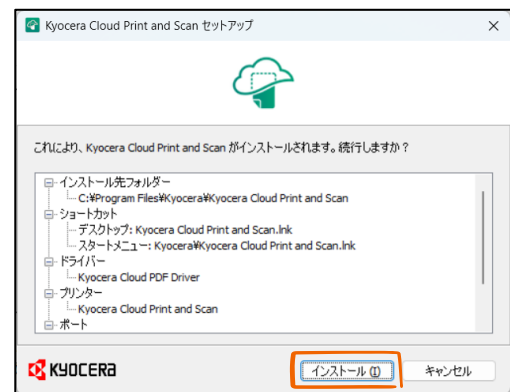 Kyocera Cloud Print and Scan セットアップ
これにより、Kyocera Cloud Print and Scan がインストールされます。続行しますか？
インストール先フォルダー
C:¥Program Files¥Kyocera¥Kyocera Cloud Print and Scan
ショートカット
デスクトップ: Kyocera Cloud Print and Scan.lnk
スタートメニュー: Kyocera¥Kyocera Cloud Print and Scan.lnk
ドライバー
Kyocera Cloud PDF Driver
プリンター
Kyocera Cloud Print and Scan
ポート
KYOCERA インストール (I) キャンセル